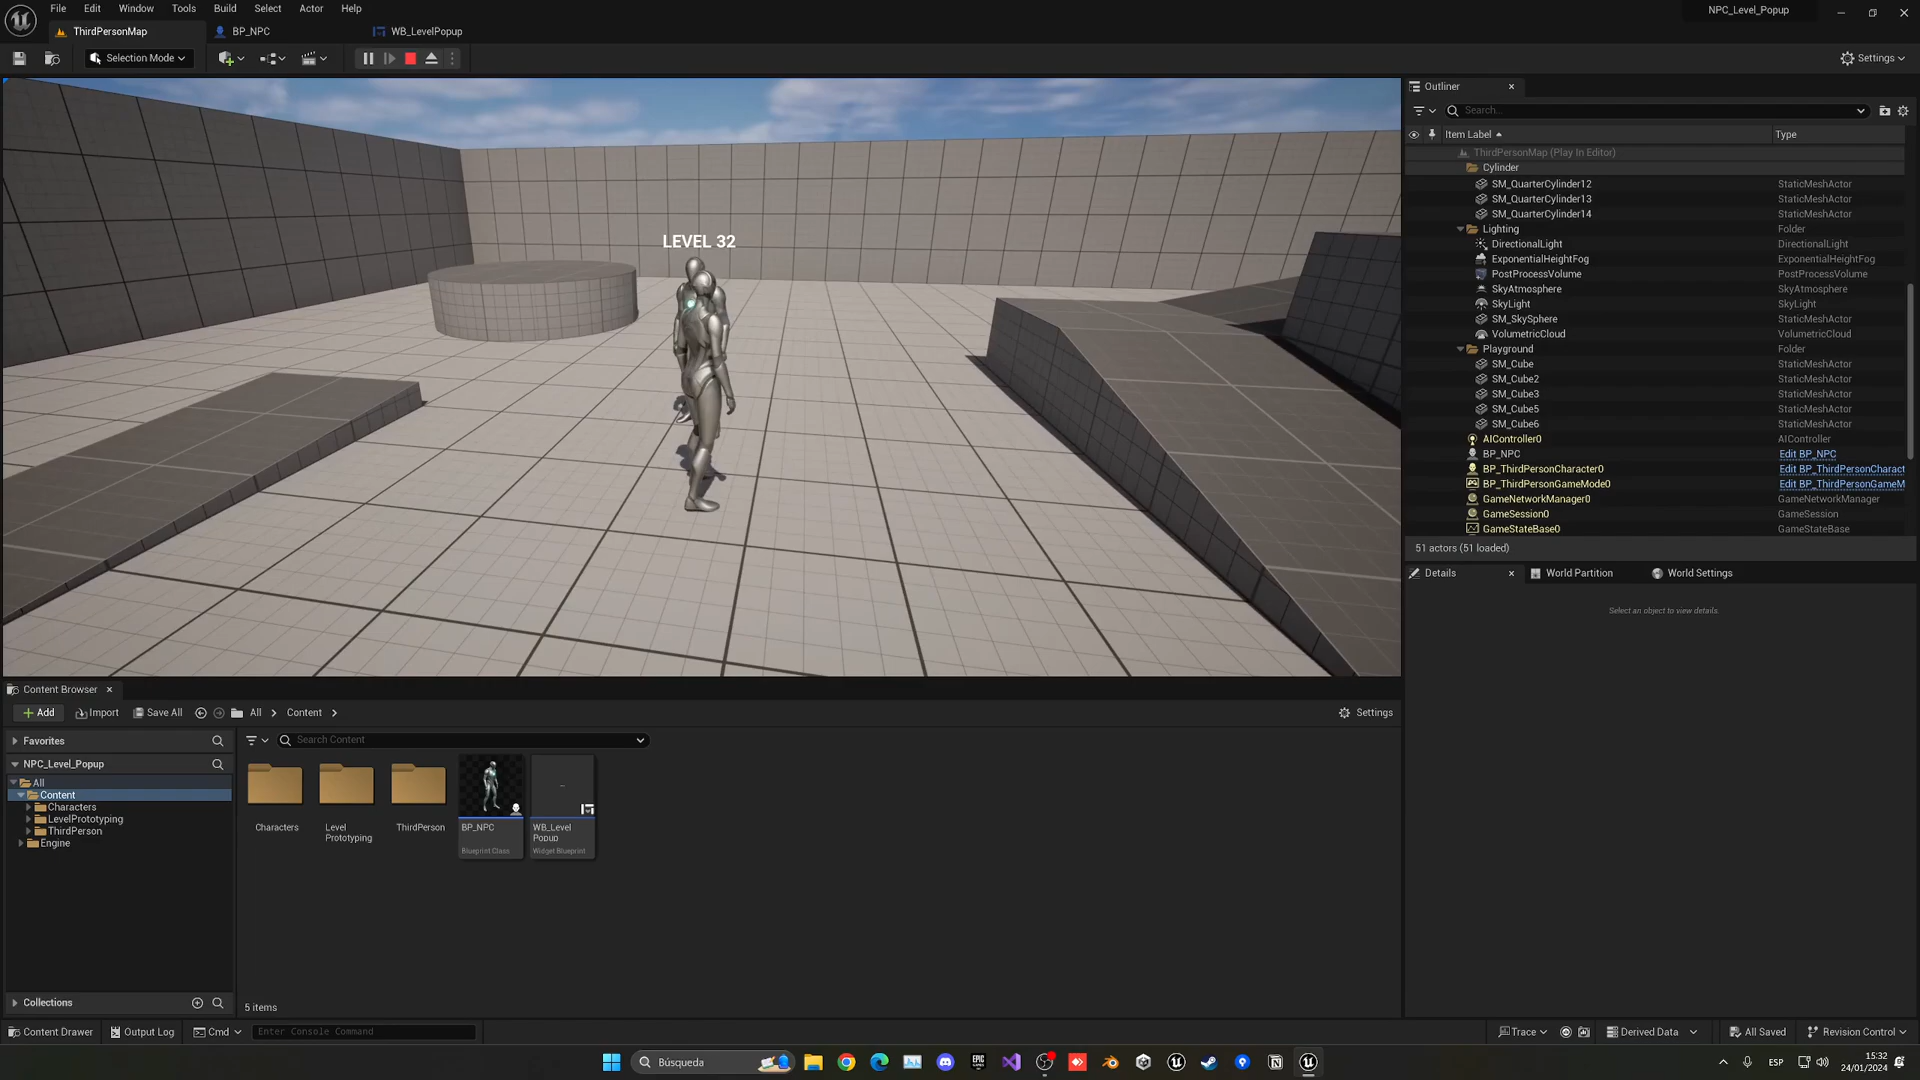 File Edit Window Tools Build Select Actor Help
NPC_Level_Popup
ThirdPersonMap
BP_NPC
WB_LevelPopup
Selection Mode
Settings
LEVEL 32
Outliner
Search...
Item Label
Type
ThirdPersonMap (Play In Editor)
Cylinder
SM_QuarterCylinder12 StaticMeshActor
SM_QuarterCylinder13 StaticMeshActor
SM_QuarterCylinder14 StaticMeshActor
Lighting Folder
DirectionalLight DirectionalLight
ExponentialHeightFog ExponentialHeightFog
PostProcessVolume PostProcessVolume
SkyAtmosphere SkyAtmosphere
SkyLight SkyLight
SM_SkySphere StaticMeshActor
VolumetricCloud VolumetricCloud
Playground Folder
SM_Cube StaticMeshActor
SM_Cube2 StaticMeshActor
SM_Cube3 StaticMeshActor
SM_Cube5 StaticMeshActor
SM_Cube6 StaticMeshActor
AIController0 AIController
BP_NPC Edit BP_NPC
BP_ThirdPersonCharacter0 Edit BP_ThirdPersonCharact
BP_ThirdPersonGameMode0 Edit BP_ThirdPersonGameM
GameNetworkManager0 GameNetworkManager
GameSession0 GameSession
GameStateBase0 GameStateBase
51 actors (51 loaded)
Details
World Partition
World Settings
Select an object to view details.
Content Browser
Add
Import
Save All
All
Content
Settings
Favorites
NPC_Level_Popup
All
Content
Characters
LevelPrototyping
ThirdPerson
Engine
Collections
Search Content
Characters
Level
Prototyping
ThirdPerson
BP_NPC
Blueprint Class
WB_Level
Popup
Widget Blueprint
5 items
Content Drawer
Output Log
Cmd
Enter Console Command
Trace
Derived Data
All Saved
Revision Control
Búsqueda
EPIC
GAMES
ESP
15:32
24/01/2024